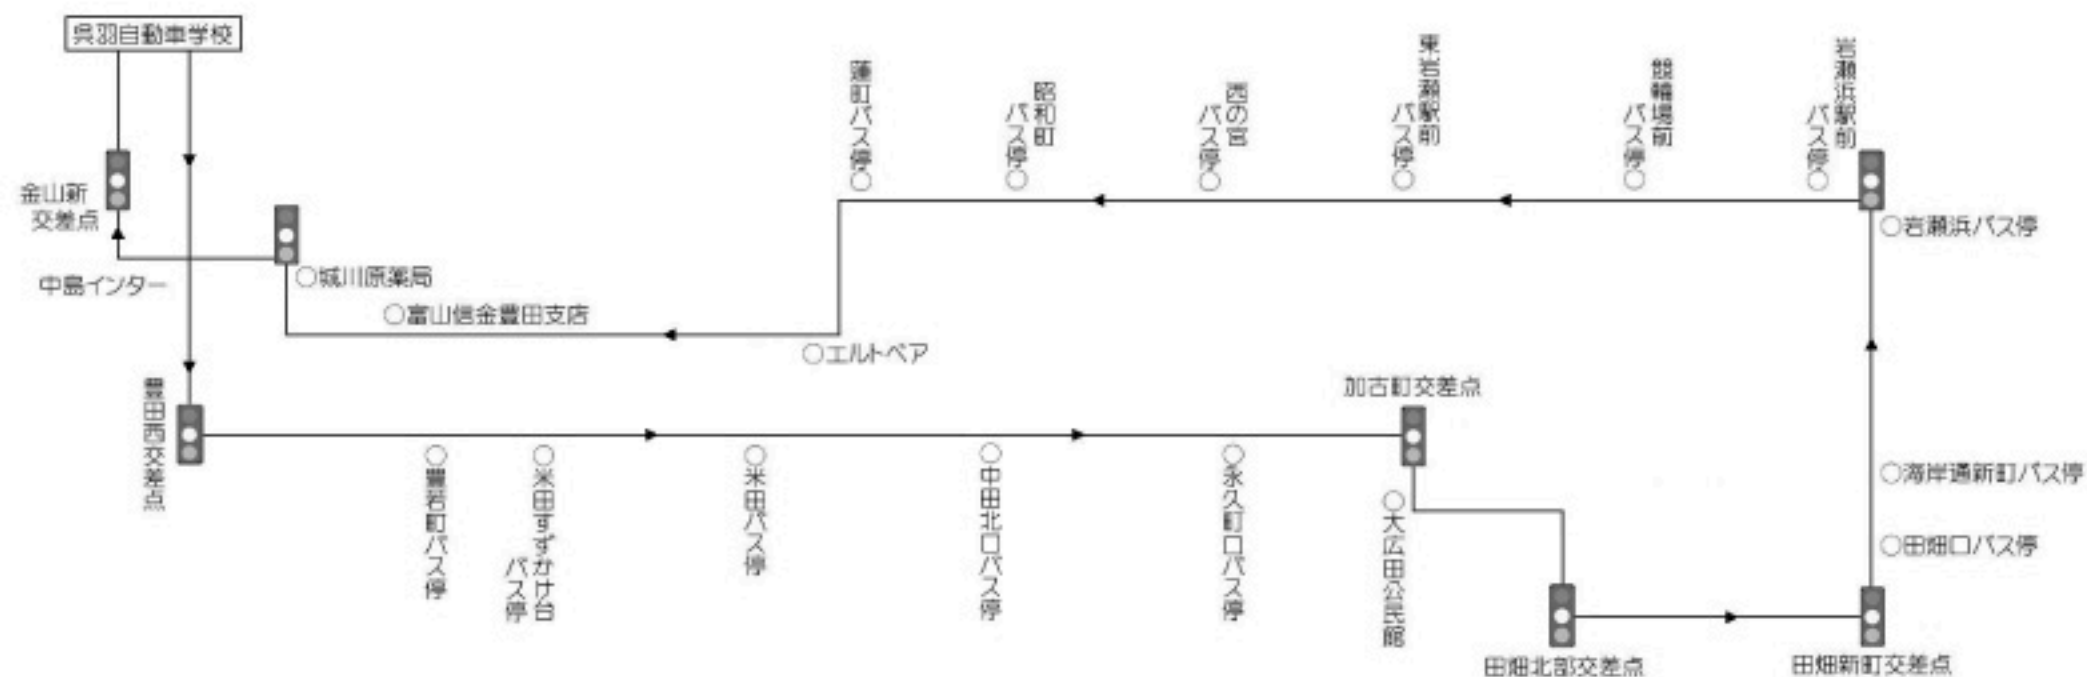 呉羽自動車学校
金山新
交差点
中島インター
城川原薬局
富山信金豊田支店
エルトベア
蓮町バス停
昭和町
バス停
西の宮
バス停
東岩瀬駅前
バス停
競輪場前
バス停
岩瀬浜駅前
バス停
岩瀬浜バス停
豊田西交差点
豊若町バス停
米田すずかけ台
バス停
米田バス停
中田北口バス停
永久町口バス停
加古町交差点
大広田公民館
海岸通新町バス停
田畑口バス停
田畑北部交差点
田畑新町交差点